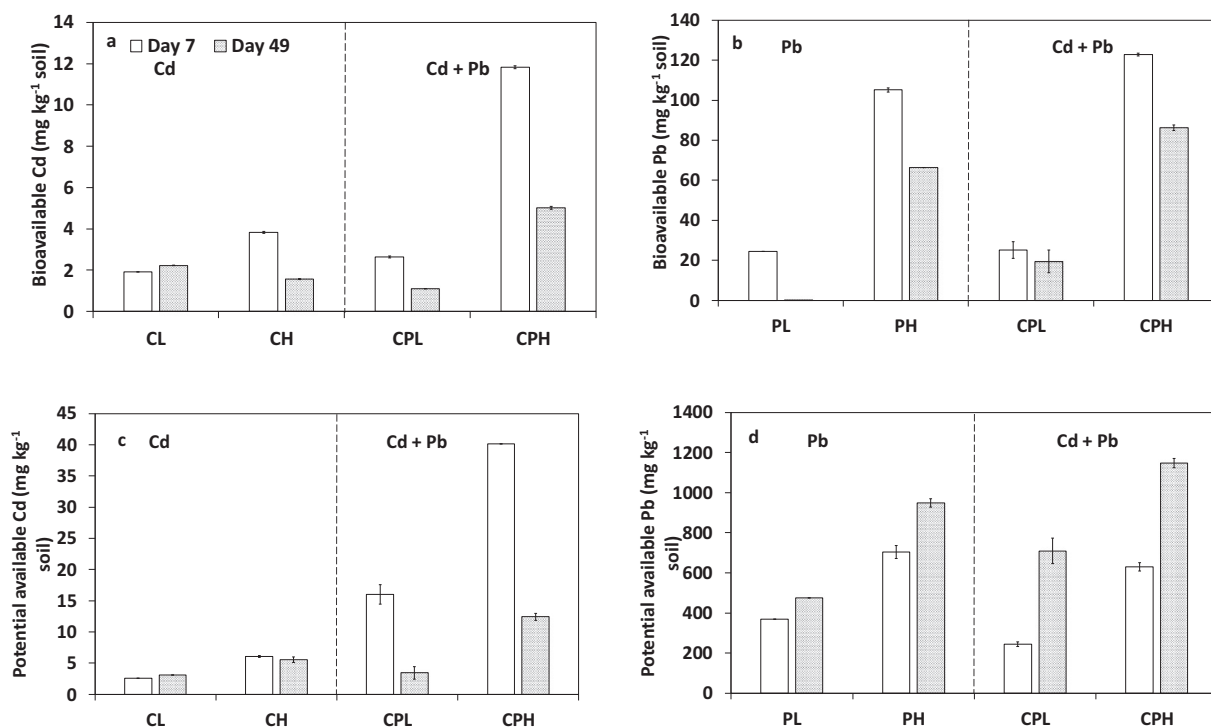 a
Day 7
Day 49
Cd
Cd + Pb
Bioavailable Cd (mg kg-1 soil)
14
12
10
8
6
4
2
0
CL
CH
CPL
CPH
b
Pb
Cd + Pb
Bioavailable Pb (mg kg-1 soil)
140
120
100
80
60
40
20
0
PL
PH
CPL
CPH
c
Cd
Cd + Pb
Potential available Cd (mg kg-1
soil)
45
40
35
30
25
20
15
10
5
0
CL
CH
CPL
CPH
d
Pb
Cd + Pb
Potential available Pb (mg kg-1
soil)
1400
1200
1000
800
600
400
200
0
PL
PH
CPL
CPH